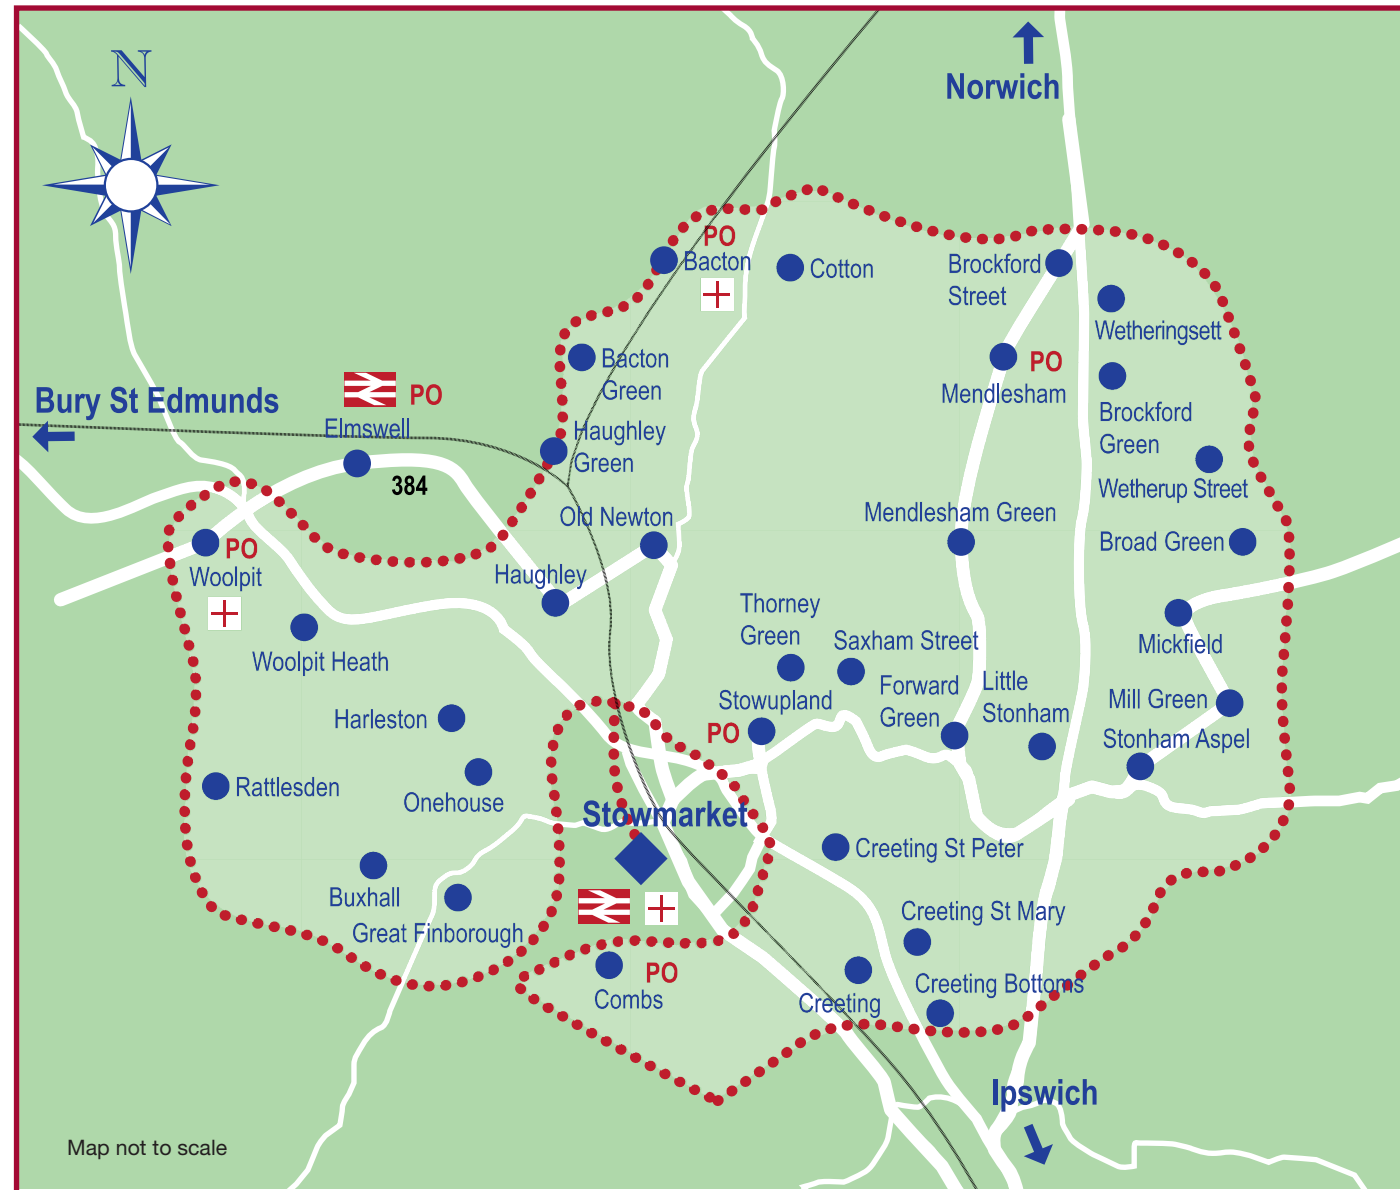 N
Norwich
PO
Bacton
Cotton
Brockford
Street
Wetheringsett
Bacton
Green
PO
Mendlesham
Bury St Edmunds
PO
Elmswell
Brockford
Green
Haughley
Green
384
Wetherup Street
Old Newton
Mendlesham Green
Broad Green
PO
Woolpit
Haughley
Thorney
Green
Saxham Street
Mickfield
Woolpit Heath
Forward
Green
Little
Stonham
Mill Green
Harleston
Stowupland
PO
Stonham Aspel
Rattlesden
Onehouse
Stowmarket
Creeting St Peter
Buxhall
Great Finborough
Creeting St Mary
PO
Combs
Creeting
Creeting Bottoms
Ipswich
Map not to scale